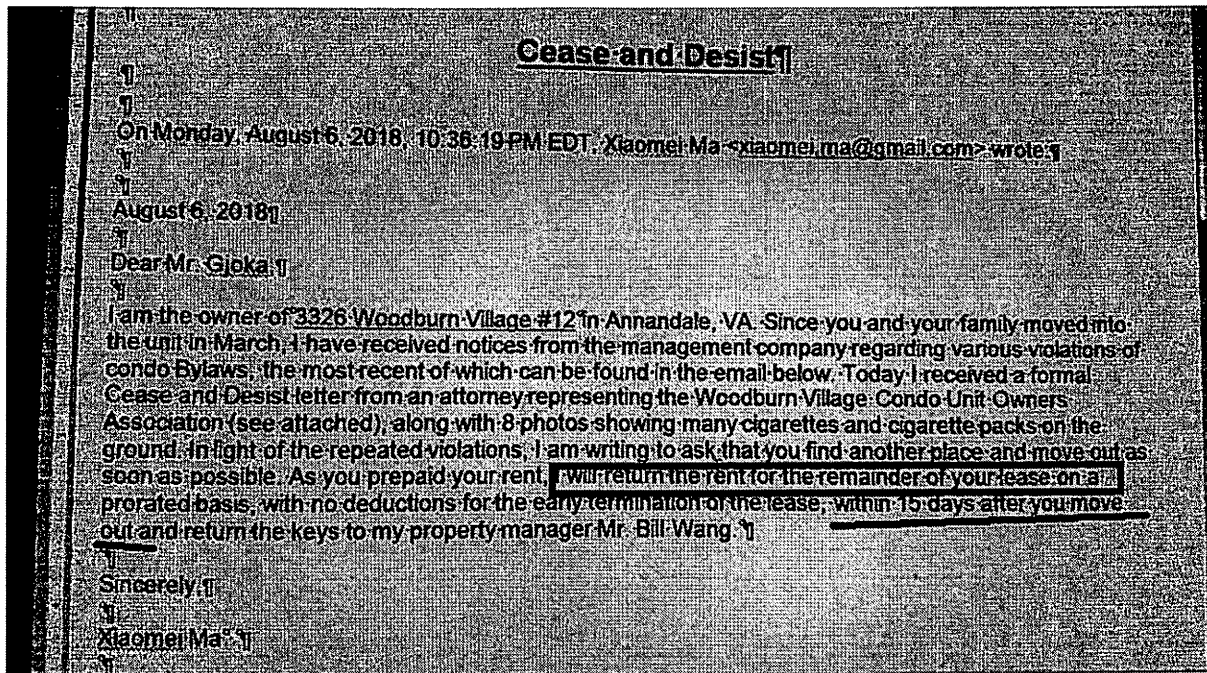 Cease and Desist¶
¶
¶
On Monday, August 6, 2018, 10:36:19 PM EDT, Xiaomei Ma <xiaomei.ma@gmail.com> wrote:¶
¶
¶
August 6, 2018¶
¶
Dear Mr. Gjoka,¶
¶
I am the owner of 3326 Woodburn Village #12 in Annandale, VA. Since you and your family moved into
the unit in March, I have received notices from the management company regarding various violations of
condo Bylaws, the most recent of which can be found in the email below. Today I received a formal
Cease and Desist letter from an attorney representing the Woodburn Village Condo Unit Owners
Association (see attached), along with 8 photos showing many cigarettes and cigarette packs on the
ground. In light of the repeated violations, I am writing to ask that you find another place and move out as
soon as possible. As you prepaid your rent, I will return the rent for the remainder of your lease on a
prorated basis, with no deductions for the early termination of the lease, within 15 days after you move
out and return the keys to my property manager Mr. Bill Wang. ¶
¶
Sincerely,¶
¶
Xiaomei Ma ¶
¶